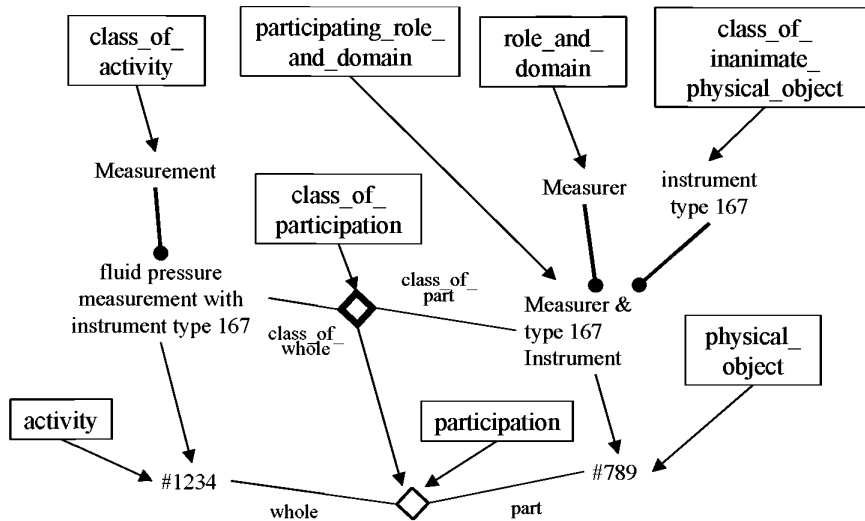 class_of_
activity
participating_role_
and_domain
role_and_
domain
class_of_
inanimate_
physical_object
Measurement
class_of_
participation
Measurer
instrument
type 167
fluid pressure
measurement with
instrument type 167
class_of_
part
class_of_
whole
Measurer &
type 167
Instrument
physical_
object
activity
participation
#1234
#789
whole
part